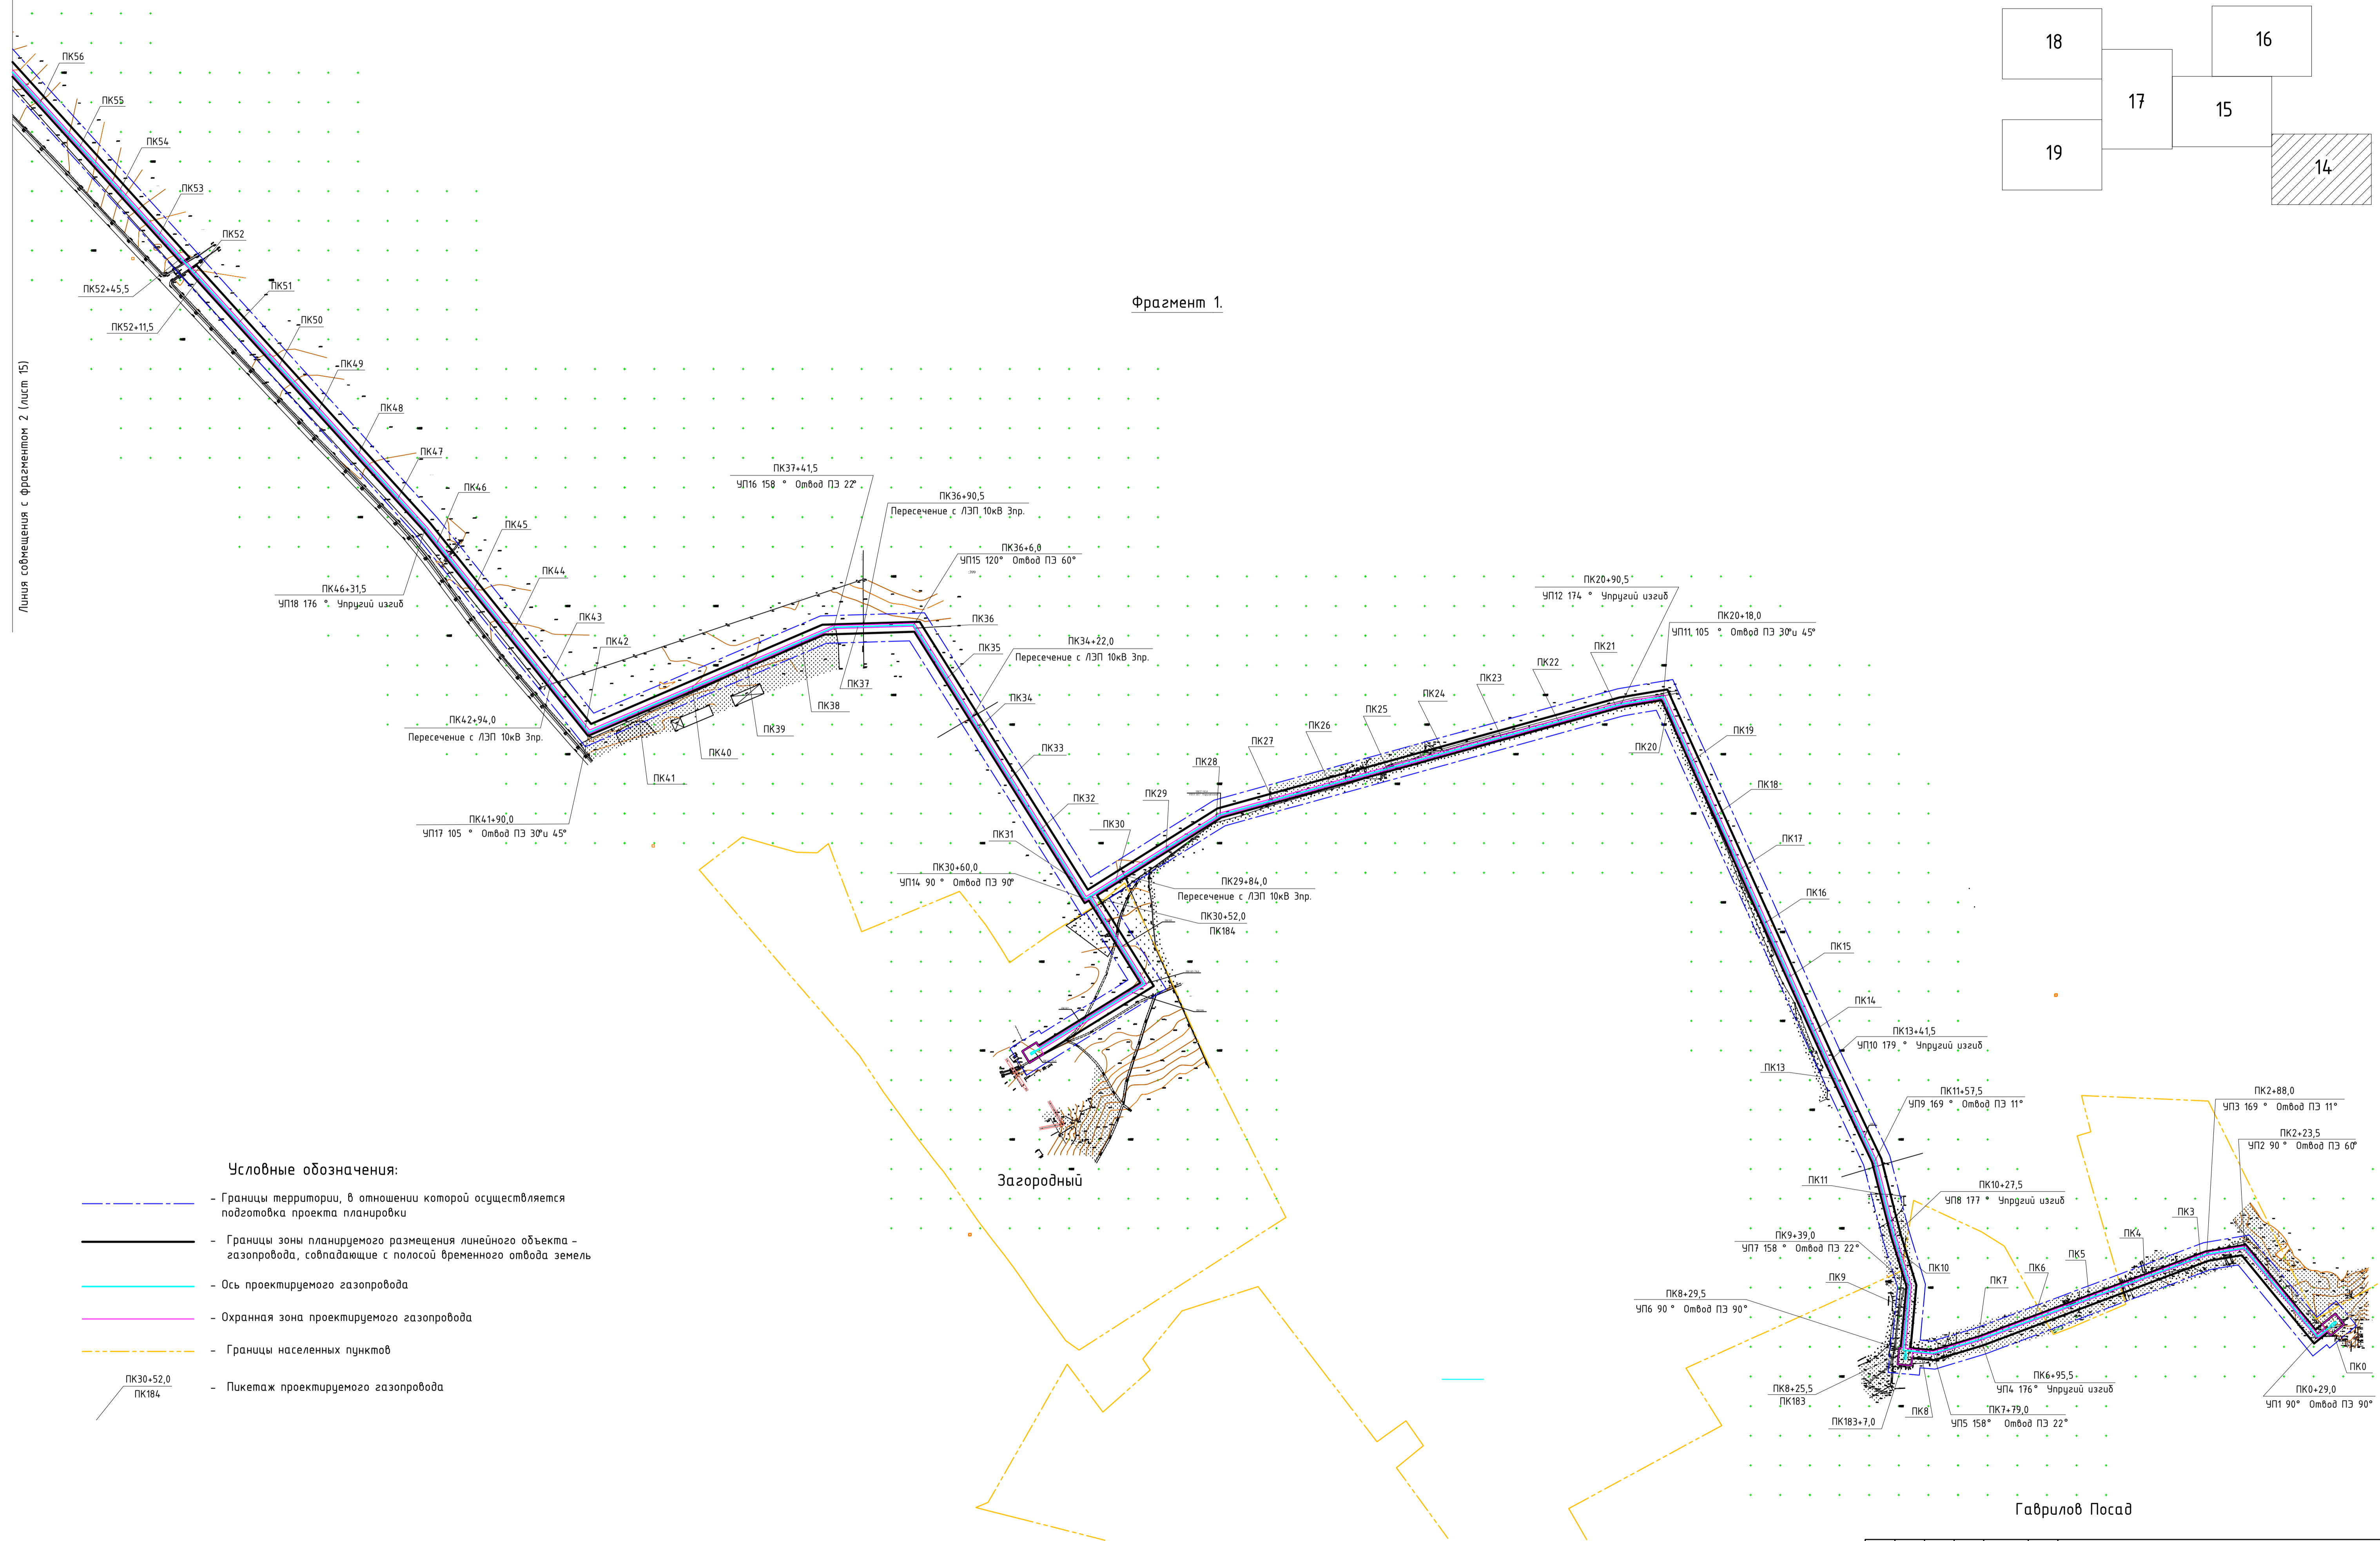 18
16
17
15
19
14
Фрагмент 1.
Линия совмещения с фрагментом 2 (лист 15)
ПК56
ПК55
ПК54
ПК53
ПК52
ПК52+45,5
ПК52+11,5
ПК51
ПК50
ПК49
ПК48
ПК47
ПК46
ПК45
ПК44
ПК46+31,5
УП18 176 ° Упругий изгиб
ПК43
ПК42
ПК42+94,0
Пересечение с ЛЭП 10кВ 3пр.
ПК41+90,0
УП17 105 ° Отвод ПЭ 30°и 45°
ПК41
ПК40
ПК39
ПК38
ПК37
ПК37+41,5
УП16 158 ° Отвод ПЭ 22°
ПК36+90,5
Пересечение с ЛЭП 10кВ 3пр.
ПК36+6,0
УП15 120° Отвод ПЭ 60°
ПК36
ПК35
ПК34+22,0
Пересечение с ЛЭП 10кВ 3пр.
ПК34
ПК33
ПК32
ПК31
ПК30+60,0
УП14 90 ° Отвод ПЭ 90°
ПК30
ПК29
ПК29+84,0
Пересечение с ЛЭП 10кВ 3пр.
ПК30+52,0
ПК184
ПК28
ПК27
ПК26
ПК25
ПК24
ПК23
ПК22
ПК21
ПК20+90,5
УП12 174 ° Упругий изгиб
ПК20+18,0
УП11 105 ° Отвод ПЭ 30°и 45°
ПК20
ПК19
ПК18
ПК17
ПК16
ПК15
ПК14
ПК13+41,5
УП10 179 ° Упругий изгиб
ПК13
ПК11+57,5
УП9 169 ° Отвод ПЭ 11°
ПК11
ПК10+27,5
УП8 177 ° Упругий изгиб
ПК9+39,0
УП7 158 ° Отвод ПЭ 22°
ПК10
ПК9
ПК8+29,5
УП6 90 ° Отвод ПЭ 90°
ПК8+25,5
ПК183
ПК183+7,0
ПК8
ПК7+79,0
УП5 158° Отвод ПЭ 22°
ПК6+95,5
УП4 176° Упругий изгиб
ПК7
ПК6
ПК5
ПК4
ПК3
ПК2+88,0
УП3 169 ° Отвод ПЭ 11°
ПК2+23,5
УП2 90 ° Отвод ПЭ 60°
ПК0
ПК0+29,0
УП1 90° Отвод ПЭ 90°
Загородный
Гаврилов Посад
Условные обозначения:
- Границы территории, в отношении которой осуществляется
подготовка проекта планировки
- Границы зоны планируемого размещения линейного объекта -
газопровода, совпадающие с полосой временного отвода земель
- Ось проектируемого газопровода
- Охранная зона проектируемого газопровода
- Границы населенных пунктов
ПК30+52,0
ПК184
- Пикетаж проектируемого газопровода